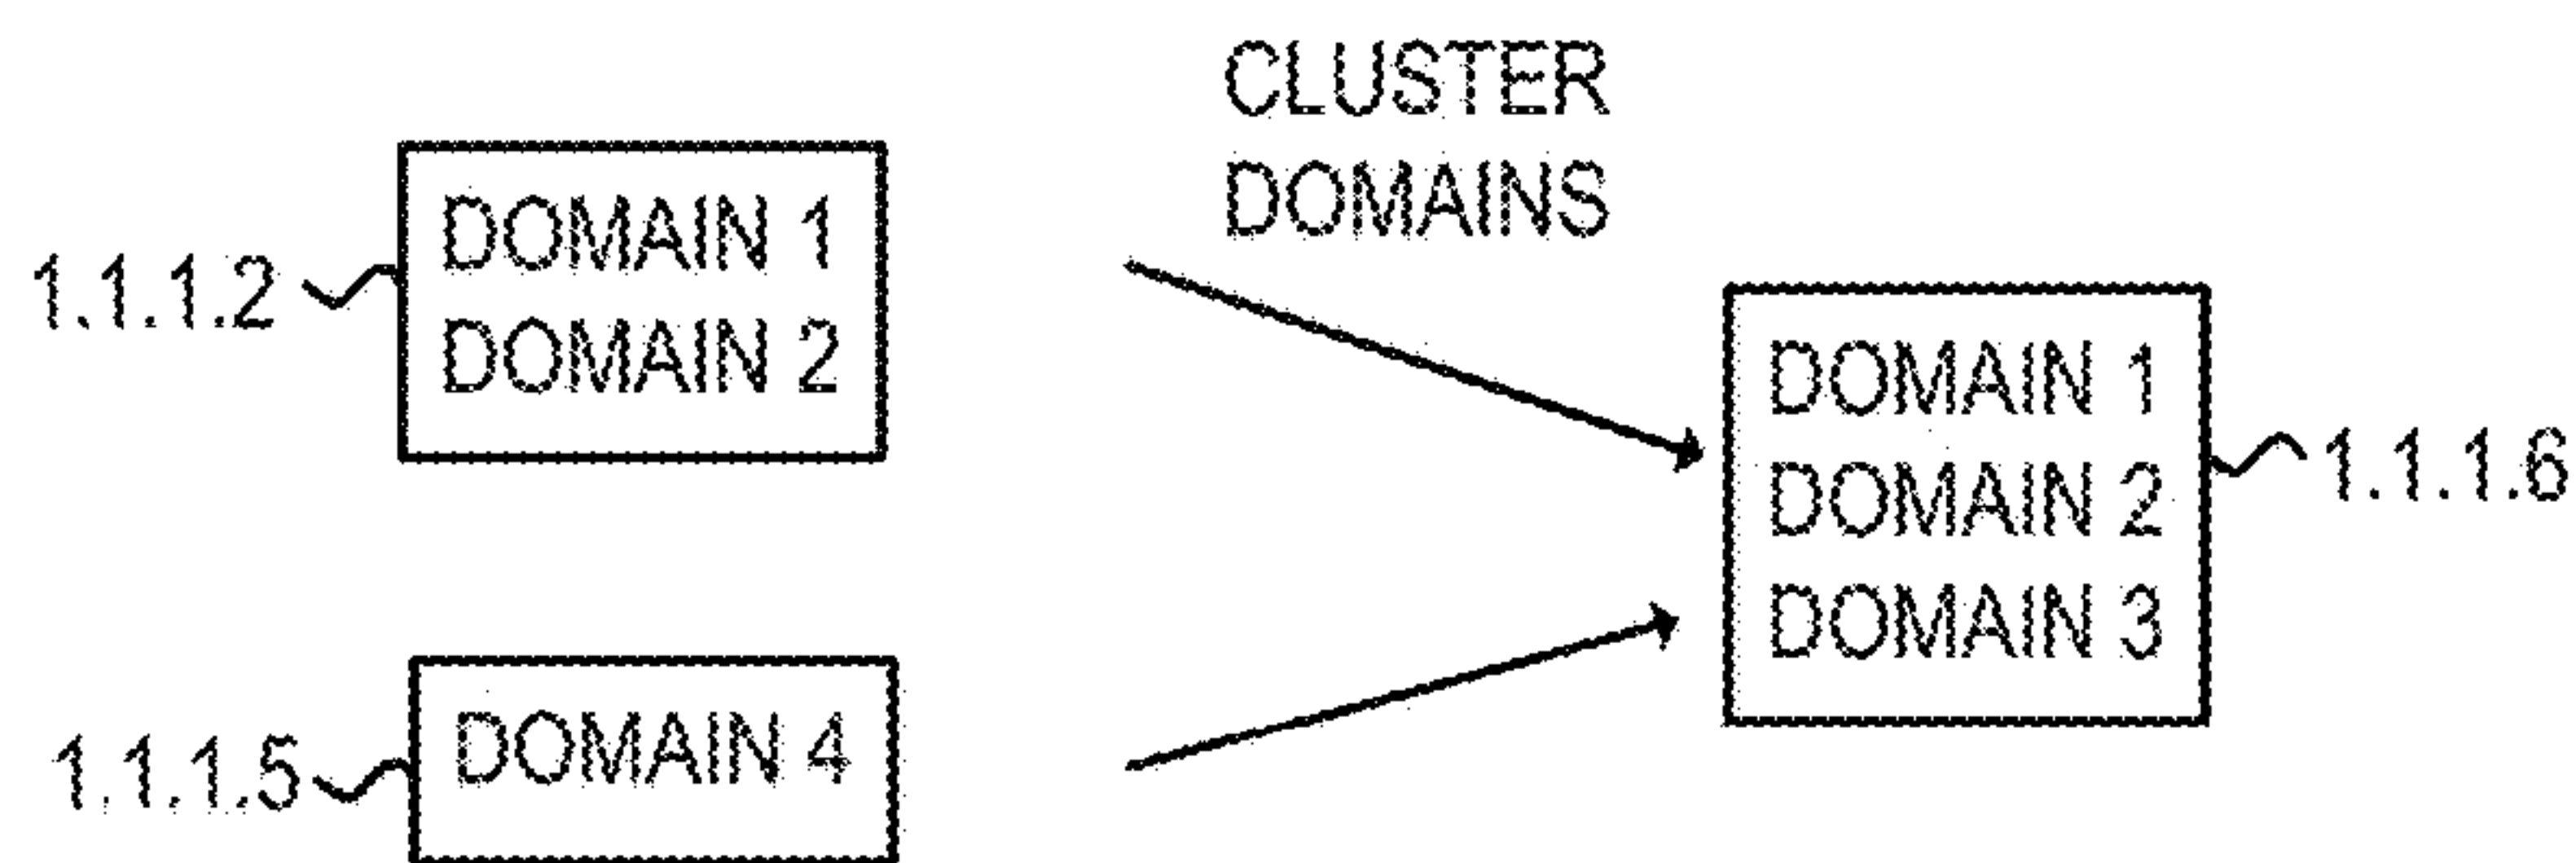 CLUSTER
DOMAINS
1.1.1.2
DOMAIN 1
DOMAIN 2
1.1.1.5
DOMAIN 4
DOMAIN 1
DOMAIN 2
DOMAIN 3
1.1.1.6